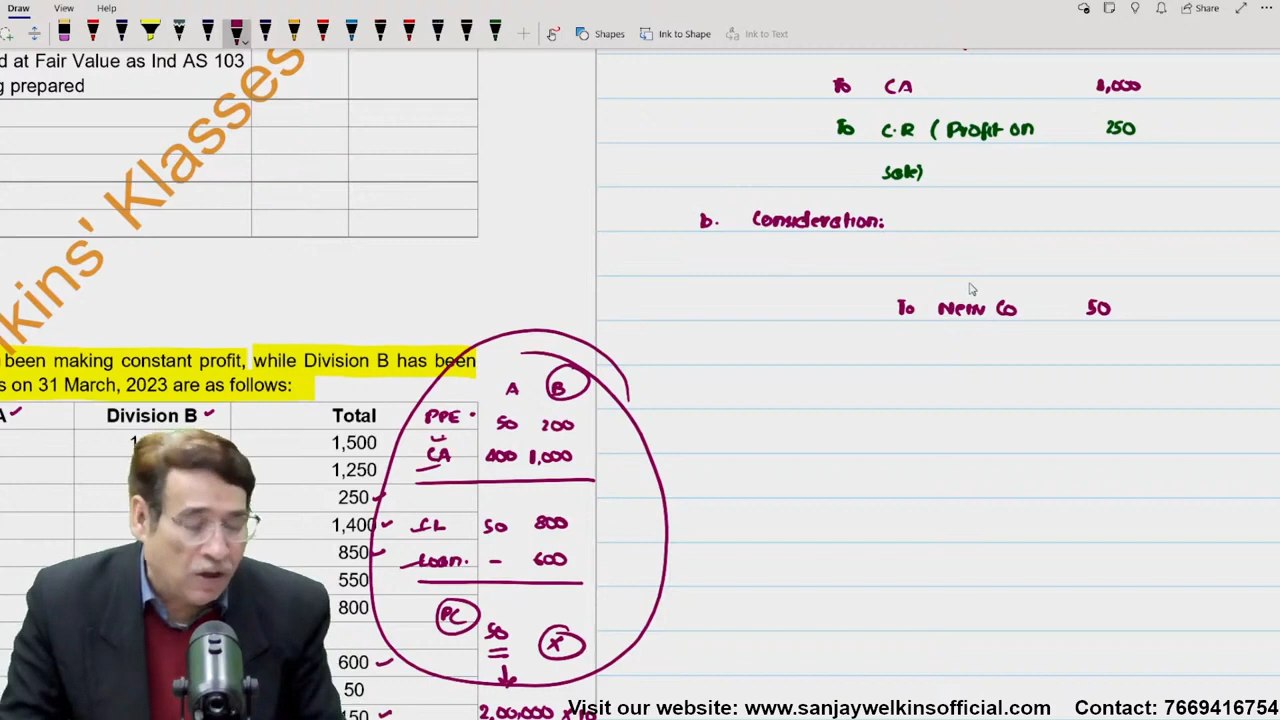 Draw View Share
Shapes Ink to Shape Ink to Text
d at Fair Value as Ind AS 103
g prepared
lkins' Klasses
To CA 1,000
To C.R (Profit on 250
sale)
b. Consideration:
To New Co 50
been making constant profit, while Division B has been
s on 31 March, 2023 are as follows:
A Division B Total
1,500
1,250
250
1,400
850
550
800
600
50
A B
PPE 50 200
CA 400 1,000
CL 50 800
Loan. - 600
PC 50 X
2,00,000 x 10
Visit our website: www.sanjaywelkinsofficial.com Contact: 7669416754